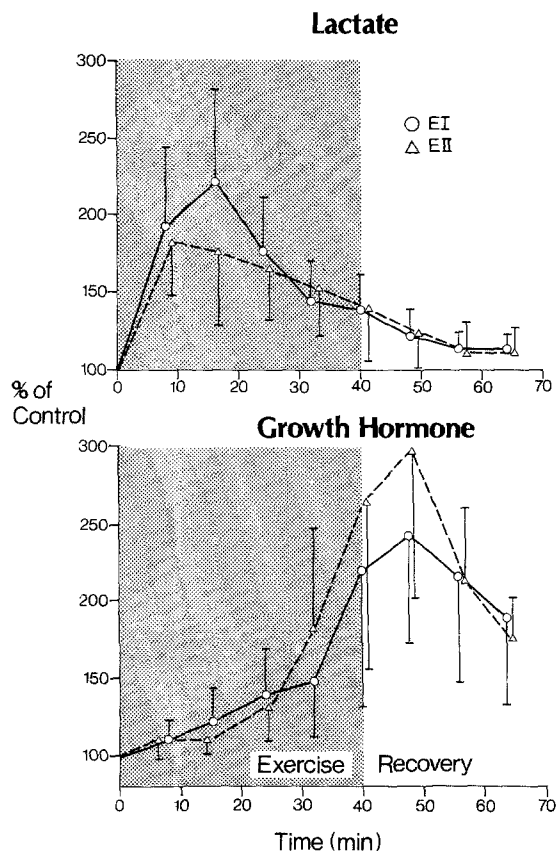 Lactate
300
250
200
150
100
○ EI
△ EII
0 10 20 30 40 50 60 70
% of
Control
Growth Hormone
300
250
200
150
100
Exercise Recovery
0 10 20 30 40 50 60 70
Time (min)